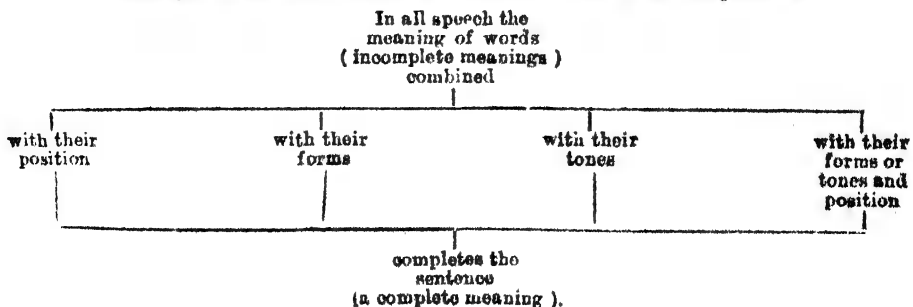 In all speech the
meaning of words
( incomplete meanings )
combined
with their
position
with their
forms
with their
tones
with their
forms or
tones and
position
completes the
sentence
(a complete meaning ).